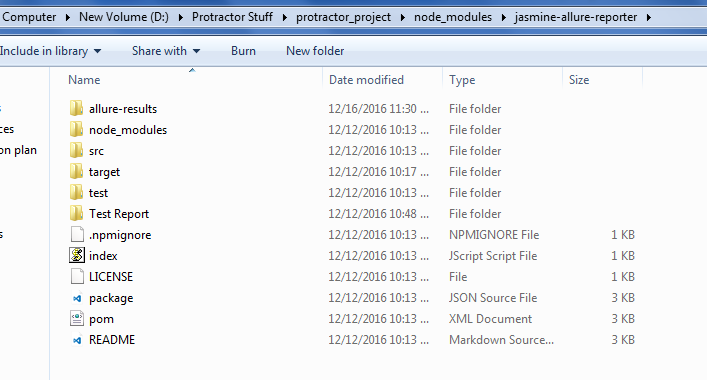 Computer ▸ New Volume (D:) ▸ Protractor Stuff ▸ protractor_project ▸ node_modules ▸ jasmine-allure-reporter ▸
Include in library Share with Burn New folder
Name Date modified Type Size
allure-results 12/16/2016 11:30 ... File folder
ces node_modules 12/12/2016 10:13 ... File folder
on plan src 12/12/2016 10:13 ... File folder
target 12/12/2016 10:17 ... File folder
test 12/12/2016 10:13 ... File folder
Test Report 12/12/2016 10:48 ... File folder
s .npmignore 12/12/2016 10:13 ... NPMIGNORE File 1 KB
index 12/12/2016 10:13 ... JScript Script File 1 KB
LICENSE 12/12/2016 10:13 ... File 1 KB
package 12/12/2016 10:13 ... JSON Source File 3 KB
pom 12/12/2016 10:13 ... XML Document 3 KB
README 12/12/2016 10:13 ... Markdown Source... 3 KB